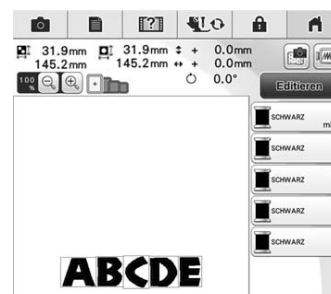 31.9mm 31.9mm + 0.0mm
145.2mm 145.2mm + 0.0mm
100 % 0.0°
Editieren
SCHWARZ
mi
SCHWARZ
SCHWARZ
SCHWARZ
SCHWARZ
ABCDE